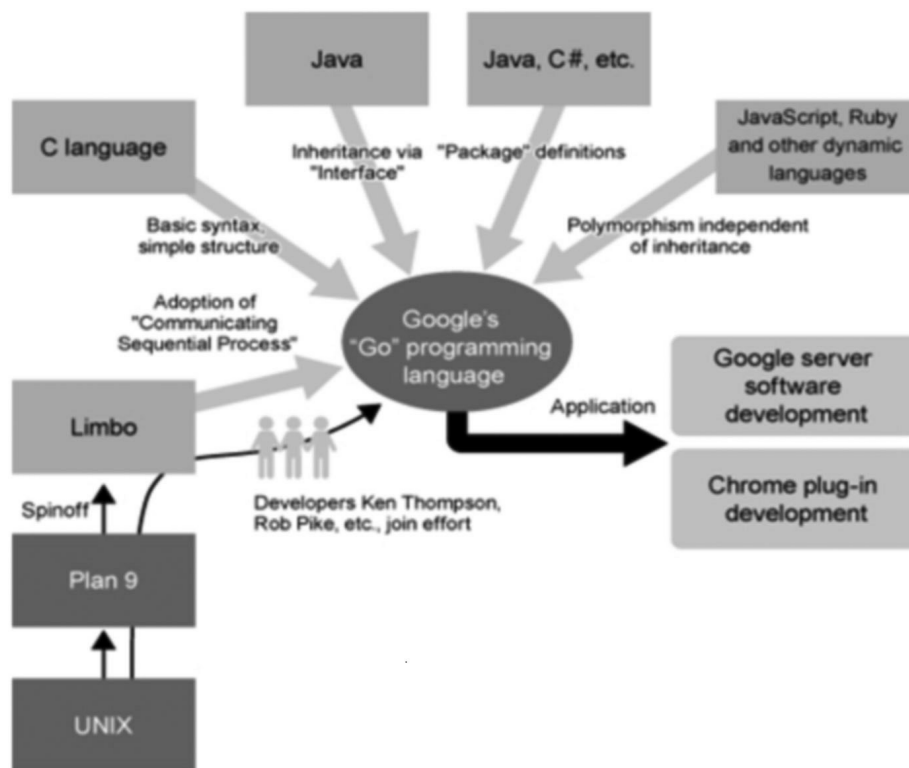 Java
Java, C#, etc.
C language
JavaScript, Ruby
and other dynamic
languages
Inheritance via
"Interface"
"Package" definitions
Basic syntax,
simple structure
Polymorphism independent
of inheritance
Adoption of
"Communicating
Sequential Process"
Google's
"Go" programming
language
Google server
software
development
Application
Limbo
Chrome plug-in
development
Developers Ken Thompson,
Rob Pike, etc., join effort
Spinoff
Plan 9
UNIX